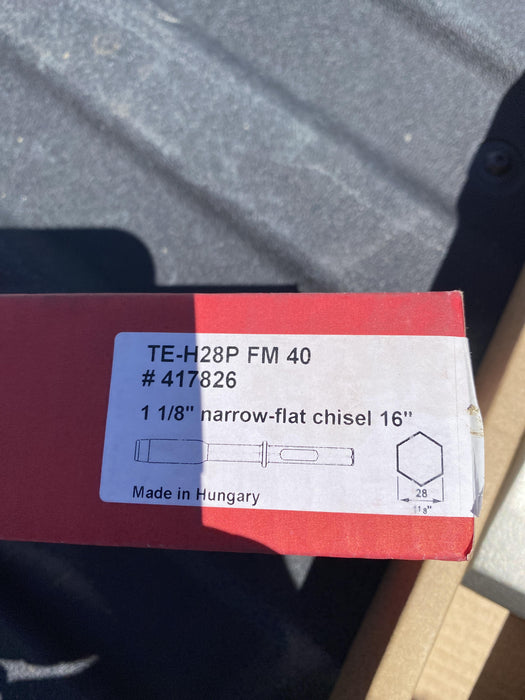 TE-H28P FM 40
# 417826
1 1/8" narrow-flat chisel 16"
Made in Hungary
28
1 1/8"